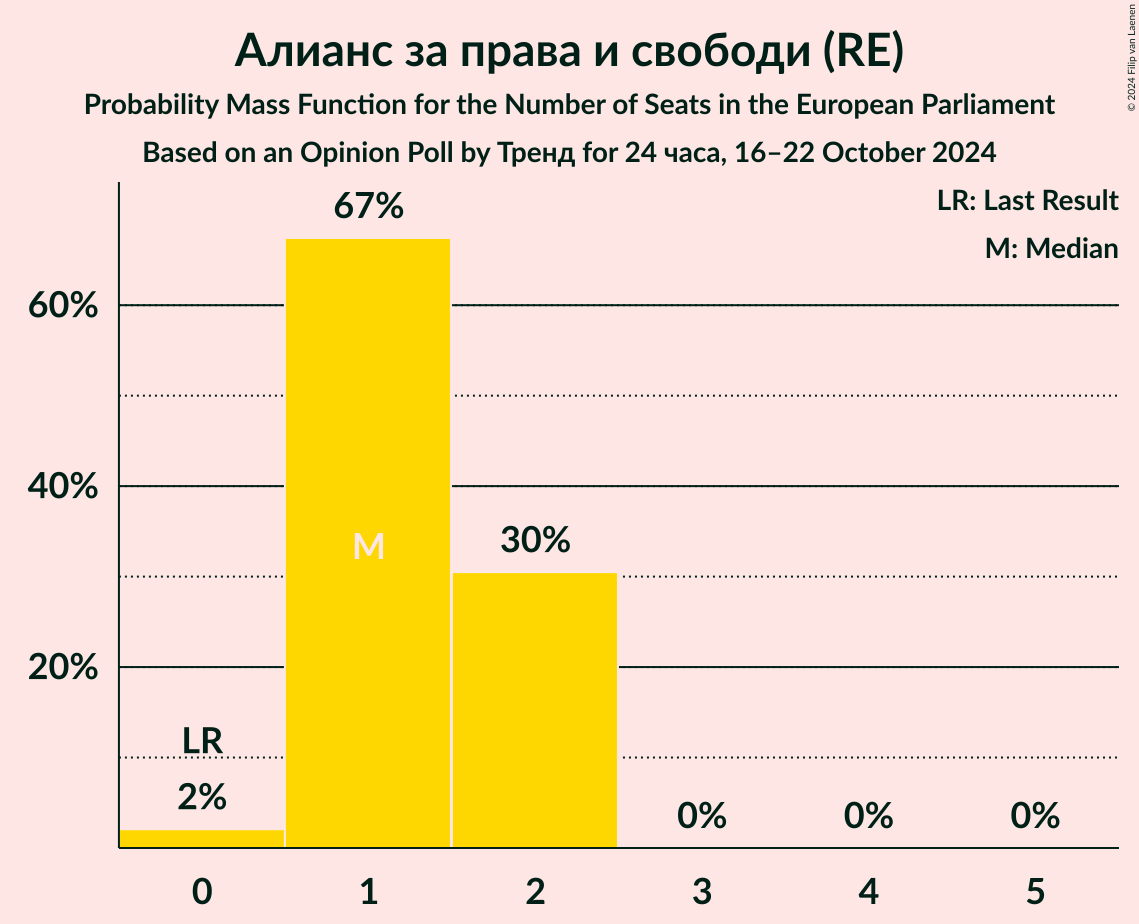 Алианс за права и свободи (RE)
Probability Mass Function for the Number of Seats in the European Parliament
Based on an Opinion Poll by Тренд for 24 часа, 16–22 October 2024
© 2024 Filip van Laenen
LR: Last Result
M: Median
67%
60%
M
30%
40%
20%
LR
2%
0%
0%
0%
0
1
2
3
4
5